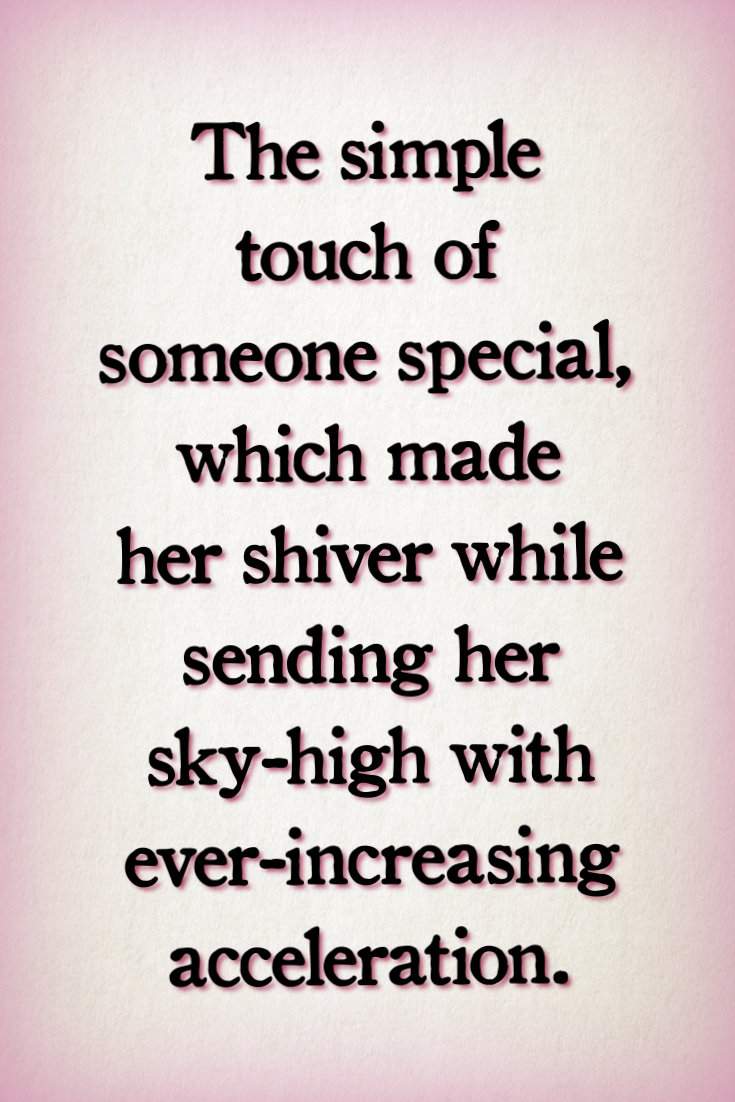 The simple
touch of
someone special,
which made
her shiver while
sending her
sky-high with
ever-increasing
acceleration.